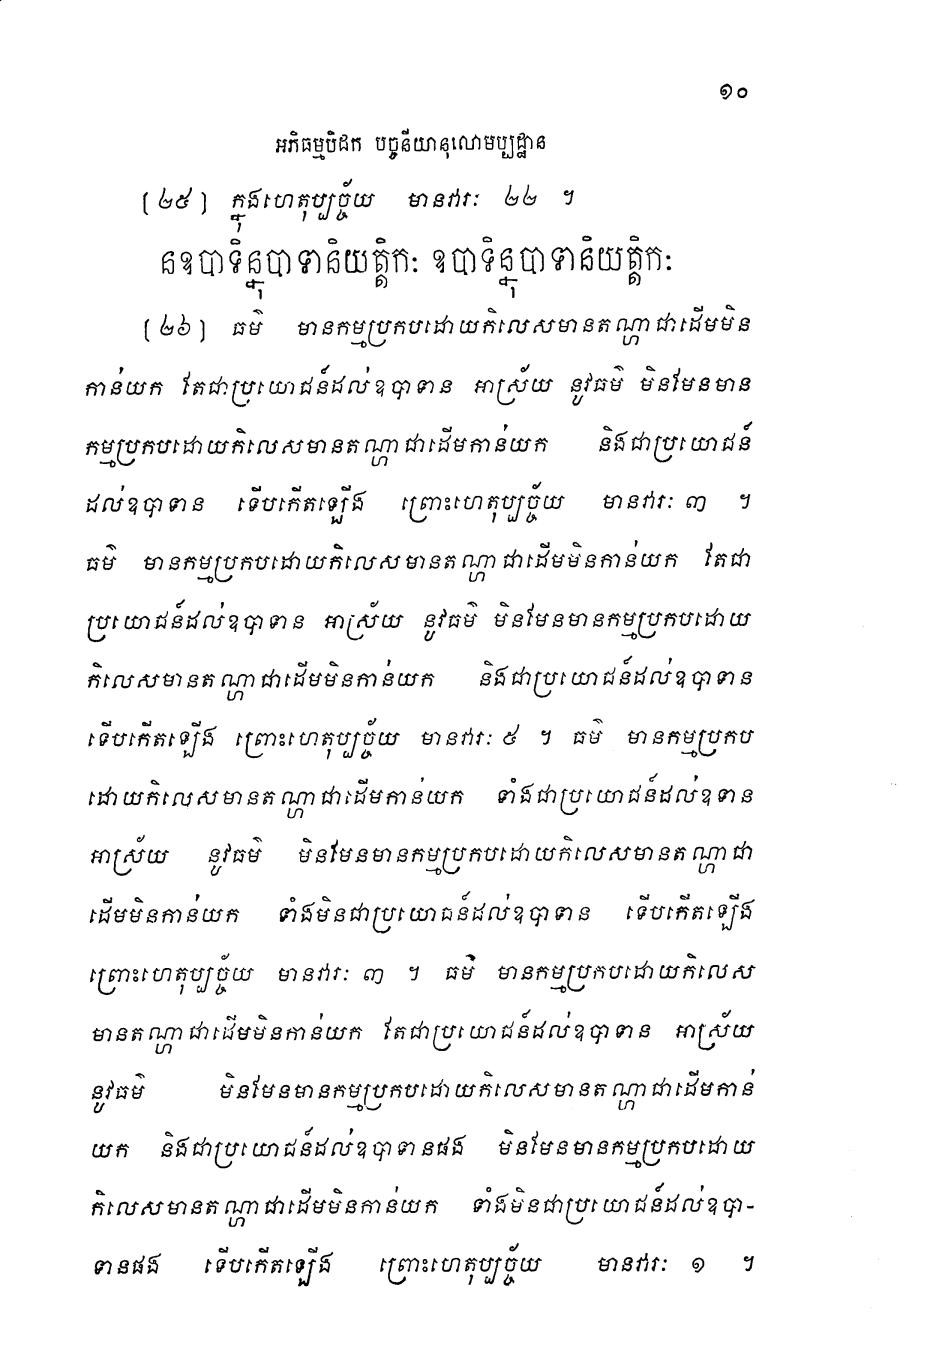 ១០
អភិធម្មបិដក បច្ចនីយានុលោមប្បដ្ឋាន
[២៥] ក្នុងហេតុប្បច្ច័យ មានវារៈ ២២ ។
នឧបាទិន្នុបាទានិយត្តិកៈ ឧបាទិន្នុបាទានិយត្តិកៈ
[២៦] ធម៌ មានកម្មប្រកបដោយកិលេសមានតណ្ហាជាដើមមិន
កាន់យក តែជាប្រយោជន៍ដល់ឧបាទាន អាស្រ័យ នូវធម៌ មិនមែនមាន
កម្មប្រកបដោយកិលេសមានតណ្ហាជាដើមកាន់យក និងជាប្រយោជន៍
ដល់ឧបាទាន ទើបកើតឡើង ព្រោះហេតុប្បច្ច័យ មានវារៈ ៣ ។
ធម៌ មានកម្មប្រកបដោយកិលេសមានតណ្ហាជាដើមមិនកាន់យក តែជា
ប្រយោជន៍ដល់ឧបាទាន អាស្រ័យ នូវធម៌ មិនមែនមានកម្មប្រកបដោយ
កិលេសមានតណ្ហាជាដើមមិនកាន់យក និងជាប្រយោជន៍ដល់ឧបាទាន
ទើបកើតឡើង ព្រោះហេតុប្បច្ច័យ មានវារៈ ៥ ។ ធម៌ មានកម្មប្រកប
ដោយកិលេសមានតណ្ហាជាដើមកាន់យក ទាំងជាប្រយោជន៍ដល់ឧទាន
អាស្រ័យ នូវធម៌ មិនមែនមានកម្មប្រកបដោយកិលេសមានតណ្ហាជា
ដើមមិនកាន់យក ទាំងមិនជាប្រយោធន៍ដល់ឧបាទាន ទើបកើតឡើង
ព្រោះហេតុប្បច្ច័យ មានវារៈ ៣ ។ ធម៌ មានកម្មប្រកបដោយកិលេស
មានតណ្ហាជាដើមមិនកាន់យក តែជាប្រយោជន៍ដល់ឧបាទាន អាស្រ័យ
នូវធម៌ មិនមែនមានកម្មប្រកបដោយកិលេសមានតណ្ហាជាដើមកាន់
យក និងជាប្រយោជន៍ដល់ឧបាទានផង មិនមែនមានកម្មប្រកបដោយ
កិលេសមានតណ្ហាជាដើមមិនកាន់យក ទាំងមិនជាប្រយោជន៍ដល់ឧបា-
ទានផង ទើបកើតឡើង ព្រោះហេតុប្បច្ច័យ មានវារៈ ១ ។